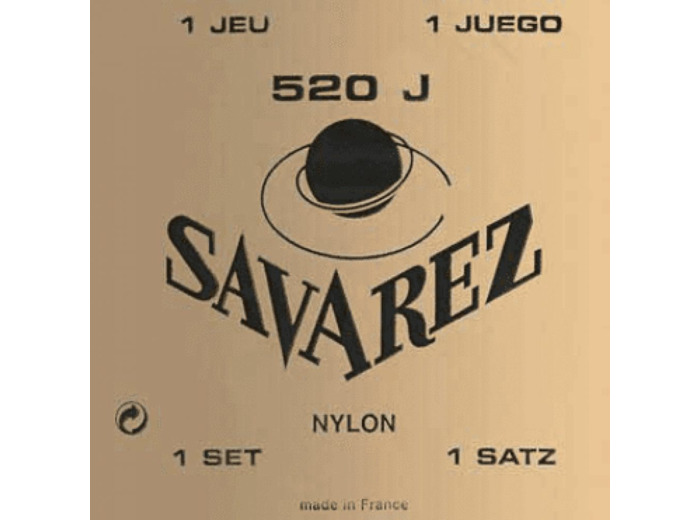 1 JEU 1 JUEGO
520 J
SAVAREZ
NYLON
1 SET 1 SATZ
made in France